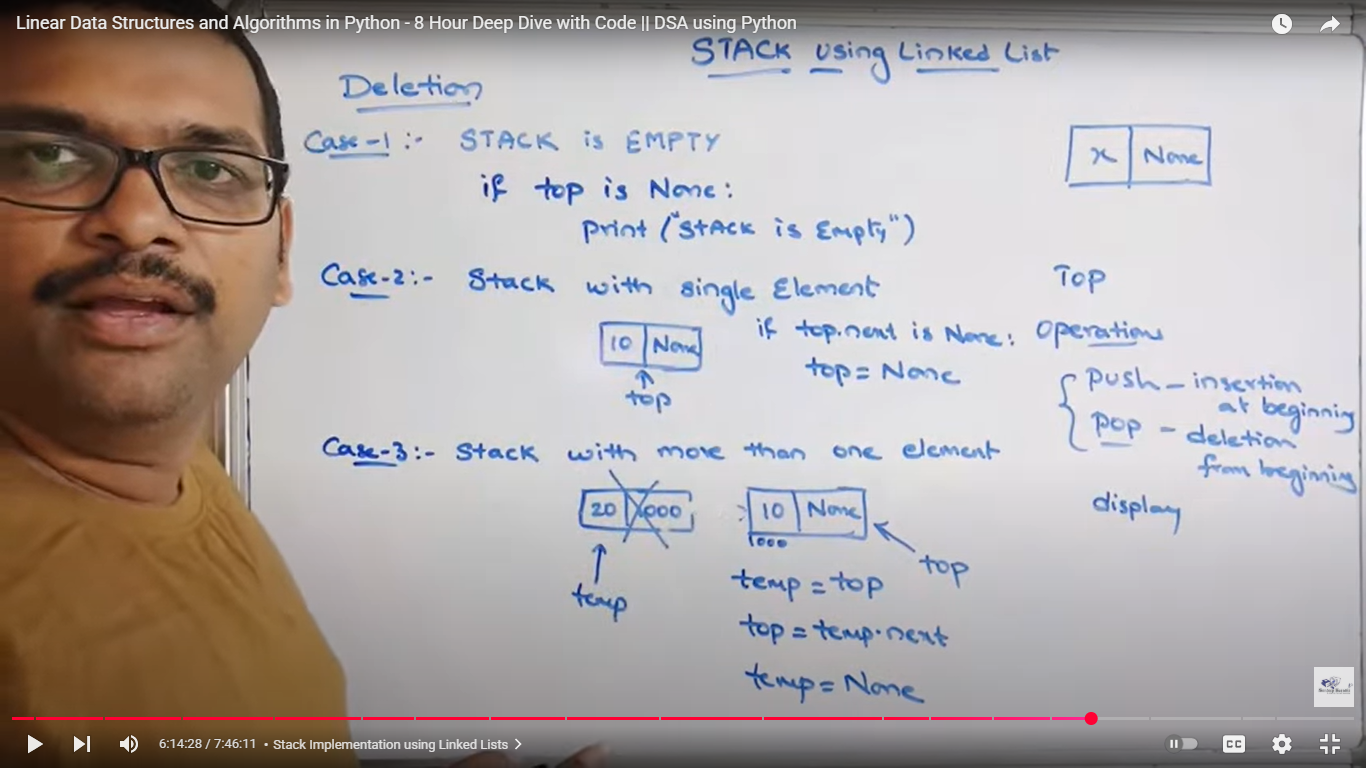 Linear Data Structures and Algorithms in Python - 8 Hour Deep Dive with Code || DSA using Python
STACK using Linked List
Deletion
Case-1:- STACK is EMPTY
if top is None:
print ("STACK is Empty")
x None
Case-2:- Stack with single Element
10 None
top
if top.next is None:
top = None
Top
Operations
push - insertion
at beginning
pop - deletion
from beginning
display
Case-3:- Stack with more than one element
20 1000
temp
10 None
1000
top
temp = top
top = temp.next
temp = None
6:14:28 / 7:46:11 • Stack Implementation using Linked Lists
CC